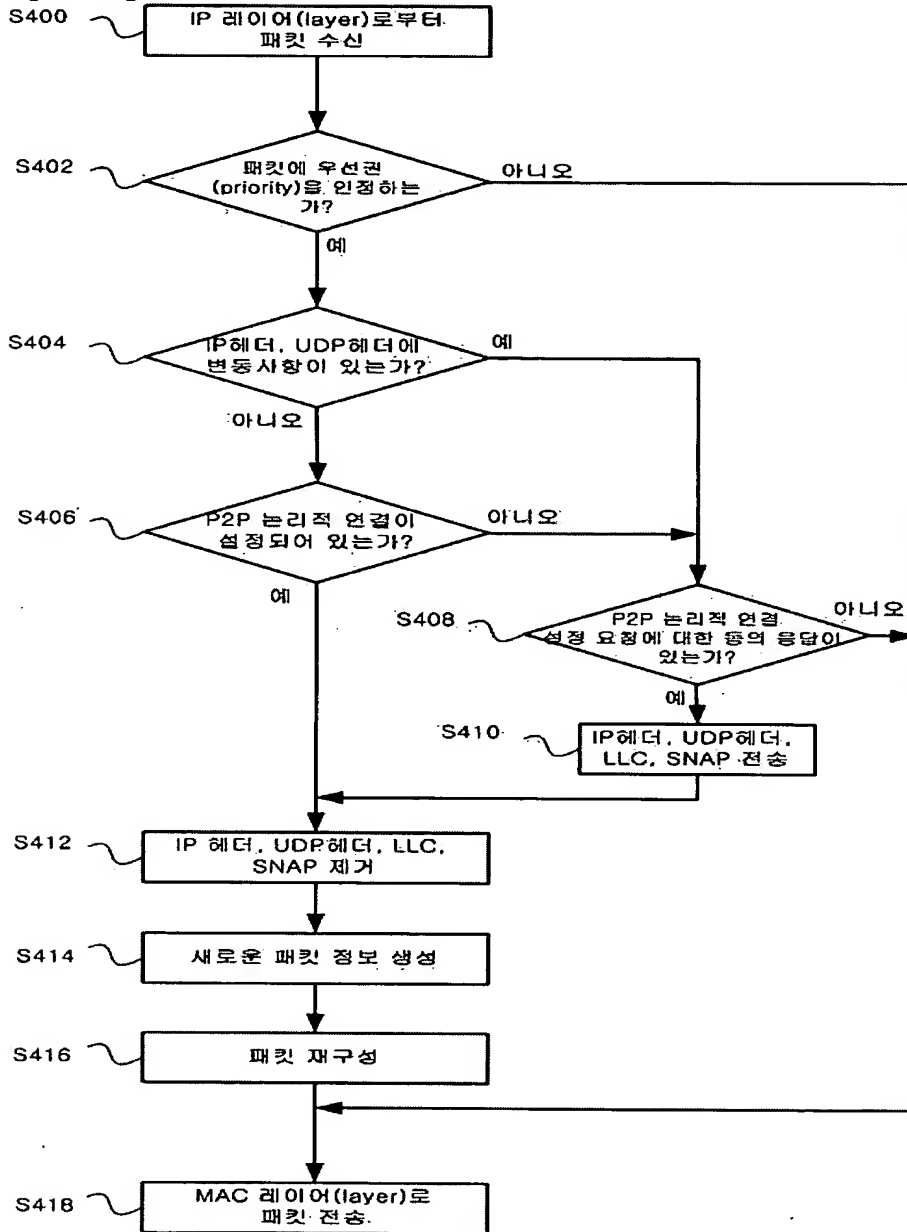 S400
IP 레이어(layer)로부터
패킷 수신
S402
패킷에 우선권
(priority)을 인정하는
가?
아니오
예
S404
IP헤더, UDP헤더에
변동사항이 있는가?
예
아니오
S406
P2P 논리적 연결이
설정되어 있는가?
아니오
예
S408
P2P 논리적 연결
설정 요청에 대한 동의 응답이
있는가?
아니오
예
S410
IP헤더, UDP헤더,
LLC, SNAP 전송
S412
IP 헤더, UDP헤더, LLC,
SNAP 제거
S414
새로운 패킷 정보 생성
S416
패킷 재구성
S418
MAC 레이어(layer)로
패킷 전송